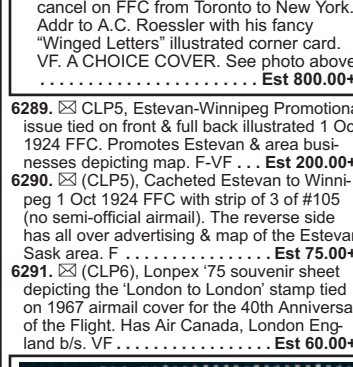 cancel on FFC from Toronto to New York.
Addr to A.C. Roessler with his fancy
“Winged Letters” illustrated corner card.
VF. A CHOICE COVER. See photo above
. . . . . . . . . . . . . . . . . . . . . . . Est 800.00+
6289. ✉ CLP5, Estevan-Winnipeg Promotiona
issue tied on front & full back illustrated 1 Oc
1924 FFC. Promotes Estevan & area busi-
nesses depicting map. F-VF . . . Est 200.00+
6290. ✉ (CLP5), Cacheted Estevan to Winni-
peg 1 Oct 1924 FFC with strip of 3 of #105
(no semi-official airmail). The reverse side
has all over advertising & map of the Estevan
Sask area. F . . . . . . . . . . . . . . . Est 75.00+
6291. ✉ (CLP6), Lonpex ‘75 souvenir sheet
depicting the ‘London to London’ stamp tied
on 1967 airmail cover for the 40th Anniversa
of the Flight. Has Air Canada, London Eng-
land b/s. VF . . . . . . . . . . . . . . . . Est 60.00+